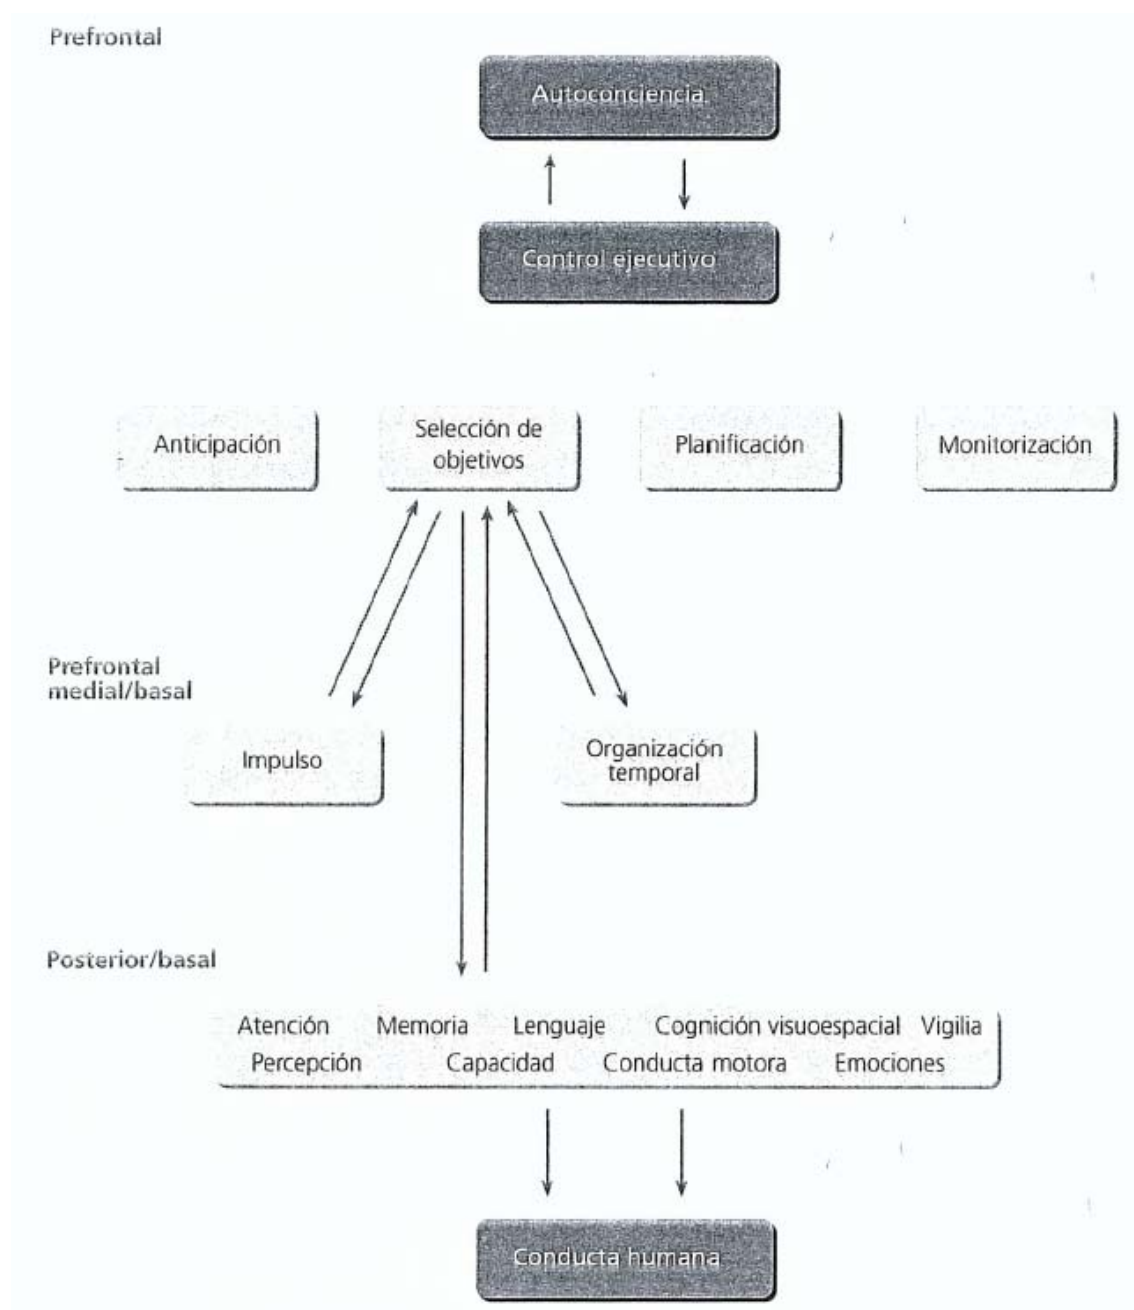 Prefrontal
Autoconciencia
Control ejecutivo
Anticipación
Selección de
objetivos
Planificación
Monitorización
Prefrontal
medial/basal
Impulso
Organización
temporal
Posterior/basal
Atención Memoria Lenguaje Cognición visuoespacial Vigilia
Percepción Capacidad Conducta motora Emociones
Conducta humana